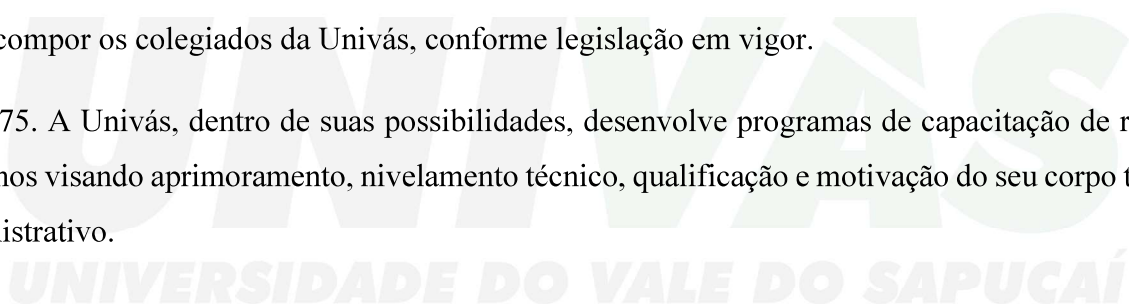 compor os colegiados da Univás, conforme legislação em vigor.
75. A Univás, dentro de suas possibilidades, desenvolve programas de capacitação de r
nos visando aprimoramento, nivelamento técnico, qualificação e motivação do seu corpo t
istrativo.
UNIVÁS
UNIVERSIDADE DO VALE DO SAPUCAÍ